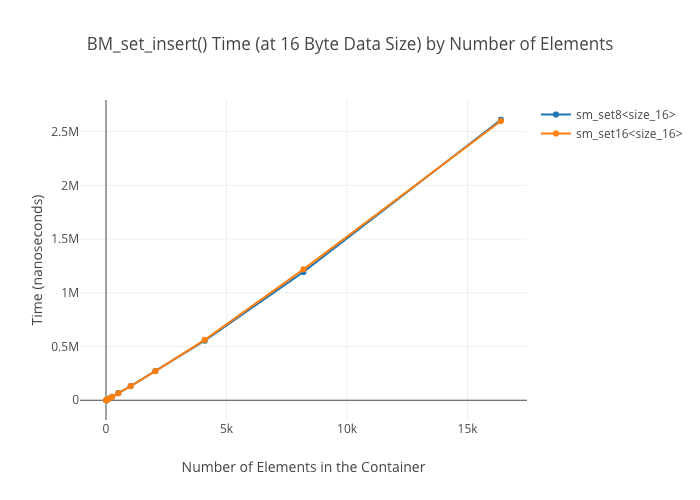 BM_set_insert() Time (at 16 Byte Data Size) by Number of Elements
sm_set8<size_16>
sm_set16<size_16>
2.5M
2M
1.5M
1M
0.5M
0
Time (nanoseconds)
0 5k 10k 15k
Number of Elements in the Container